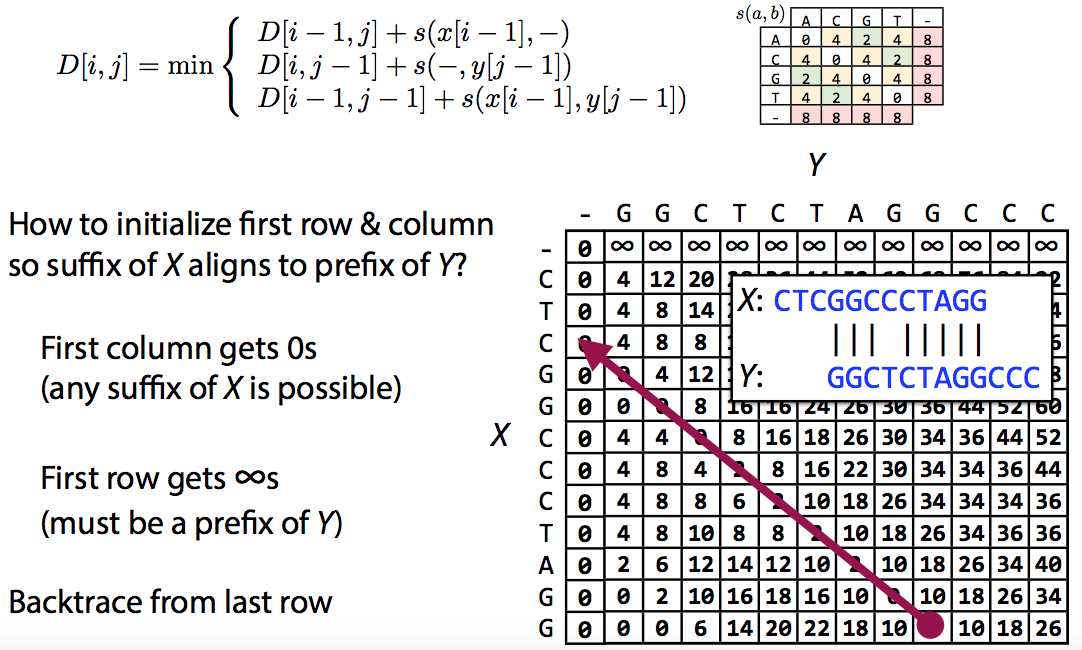 D[i, j] = min { D[i − 1, j] + s(x[i − 1], −)
D[i, j − 1] + s(−, y[j − 1])
D[i − 1, j − 1] + s(x[i − 1], y[j − 1])
s(a, b) A C G T -
A 0 4 2 4 8
C 4 0 4 2 8
G 2 4 0 4 8
T 4 2 4 0 8
- 8 8 8 8
How to initialize first row & column
so suffix of X aligns to prefix of Y?
First column gets 0s
(any suffix of X is possible)
First row gets ∞s
(must be a prefix of Y)
Backtrace from last row
Y
X
- G G C T C T A G G C C C
- 0 ∞ ∞ ∞ ∞ ∞ ∞ ∞ ∞ ∞ ∞ ∞ ∞
C 0 4 12 20
T 0 4 8 14
C 4 8 8
G 0 4 12
G 0 0 8 16 16 24 26 30 36 44 52 60
C 0 4 4 8 16 18 26 30 34 36 44 52
C 0 4 8 4 8 16 22 30 34 34 36 44
C 0 4 8 8 6 10 18 26 34 34 34 36
T 0 4 8 10 8 8 10 18 26 34 36 36
A 0 2 6 12 14 12 10 10 18 26 34 40
G 0 0 2 10 16 18 16 10 10 18 26 34
G 0 0 0 6 14 20 22 18 10 10 18 26
X: CTCGGCCCTAGG
||| |||||
Y: GGCTCTAGGCCC